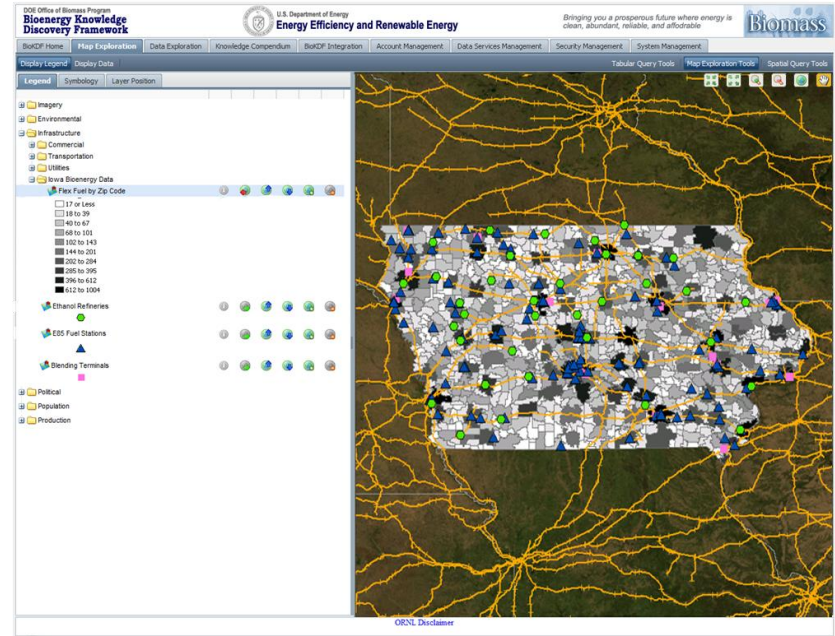 DOE Office of Biomass Program
Bioenergy Knowledge
Discovery Framework
U.S. Department of Energy
Energy Efficiency and Renewable Energy
Bringing you a prosperous future where energy is
clean, abundant, reliable, and affordable
Biomass
BioKDF Home Map Exploration Data Exploration Knowledge Compendium BioKDF Integration Account Management Data Services Management Security Management System Management
Display Legend Display Data Tabular Query Tools Map Exploration Tools Spatial Query Tools
Legend Symbology Layer Position
Imagery
Environmental
Infrastructure
Commercial
Transportation
Utilities
Iowa Bioenergy Data
Flex Fuel by Zip Code
17 or Less
18 to 39
40 to 67
68 to 101
102 to 143
144 to 201
202 to 284
285 to 395
396 to 612
612 to 1004
Ethanol Refineries
E85 Fuel Stations
Blending Terminals
Political
Population
Production
ORNL Disclaimer